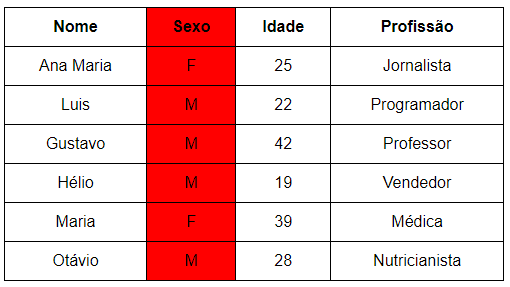 Nome Sexo Idade Profissão
Ana Maria F 25 Jornalista
Luis M 22 Programador
Gustavo M 42 Professor
Hélio M 19 Vendedor
Maria F 39 Médica
Otávio M 28 Nutricianista